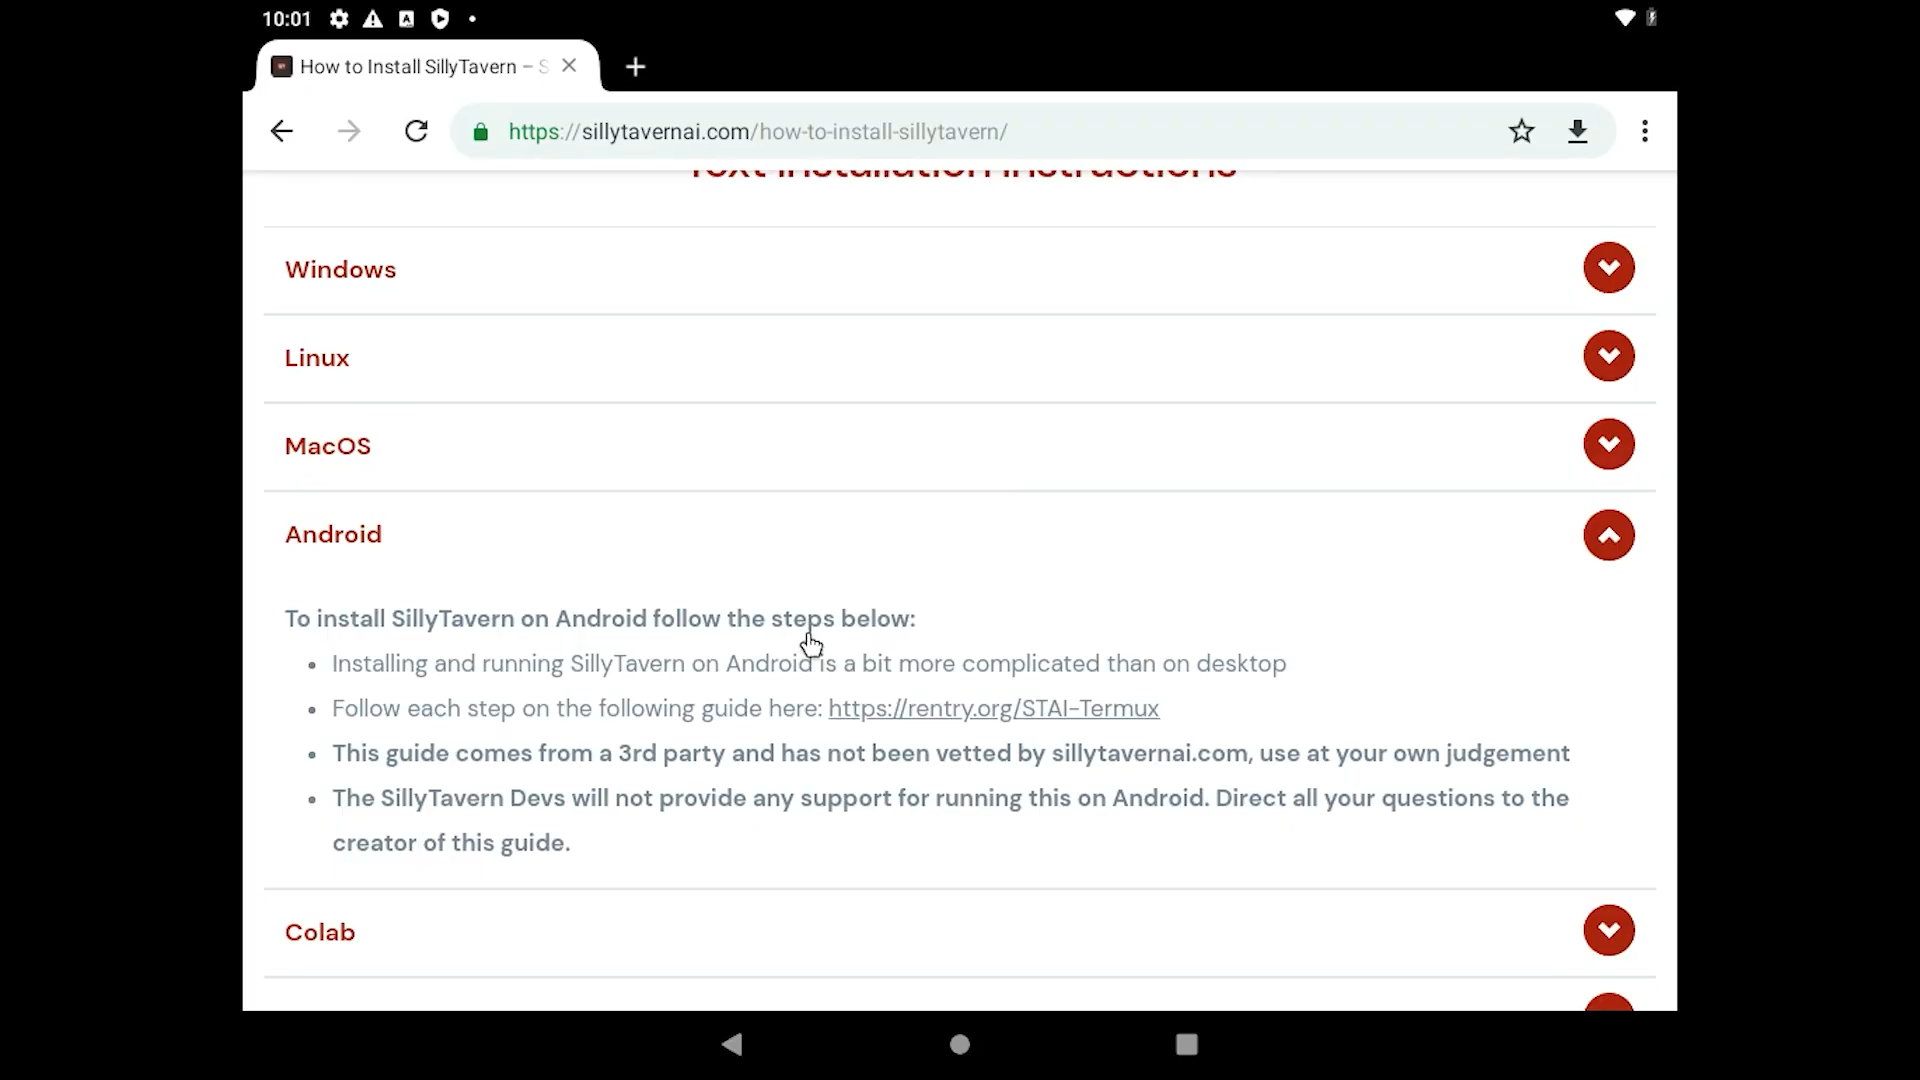 10:01
How to Install SillyTavern – S
https://sillytavernai.com/how-to-install-sillytavern/
Text Installation Instructions
Windows
Linux
MacOS
Android
To install SillyTavern on Android follow the steps below:
• Installing and running SillyTavern on Android is a bit more complicated than on desktop
• Follow each step on the following guide here: https://rentry.org/STAI-Termux
• This guide comes from a 3rd party and has not been vetted by sillytavernai.com, use at your own judgement
• The SillyTavern Devs will not provide any support for running this on Android. Direct all your questions to the
creator of this guide.
Colab